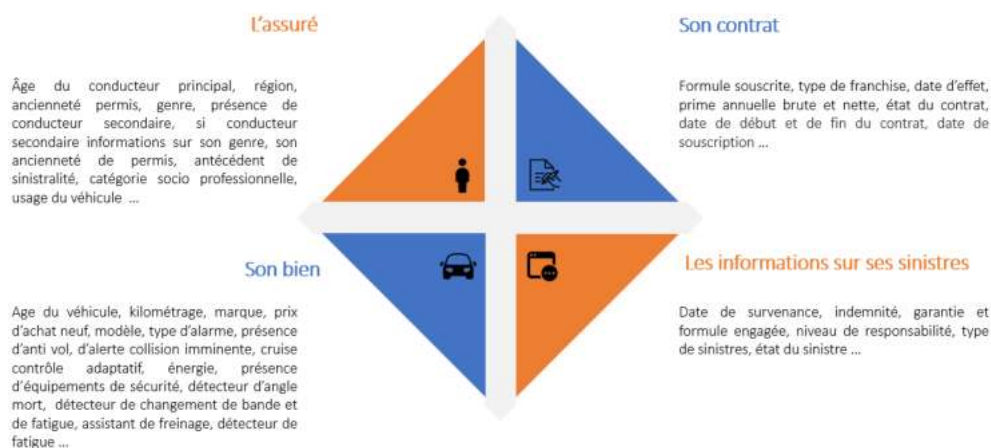 L'assuré
Âge du conducteur principal, région,
ancienneté permis, genre, présence de
conducteur secondaire, si conducteur
secondaire informations sur son genre, son
ancienneté de permis, antécédent de
sinistralité, catégorie socio professionnelle,
usage du véhicule ...
Son contrat
Formule souscrite, type de franchise, date d'effet,
prime annuelle brute et nette, état du contrat,
date de début et de fin du contrat, date de
souscription ...
Son bien
Age du véhicule, kilométrage, marque, prix
d'achat neuf, modèle, type d'alarme, présence
d'anti vol, d'alerte collision imminente, cruise
contrôle adaptatif, énergie, présence
d'équipements de sécurité, détecteur d'angle
mort, détecteur de changement de bande et
de fatigue, assistant de freinage, détecteur de
fatigue ...
Les informations sur ses sinistres
Date de survenance, indemnité, garantie et
formule engagée, niveau de responsabilité, type
de sinistres, état du sinistre ...